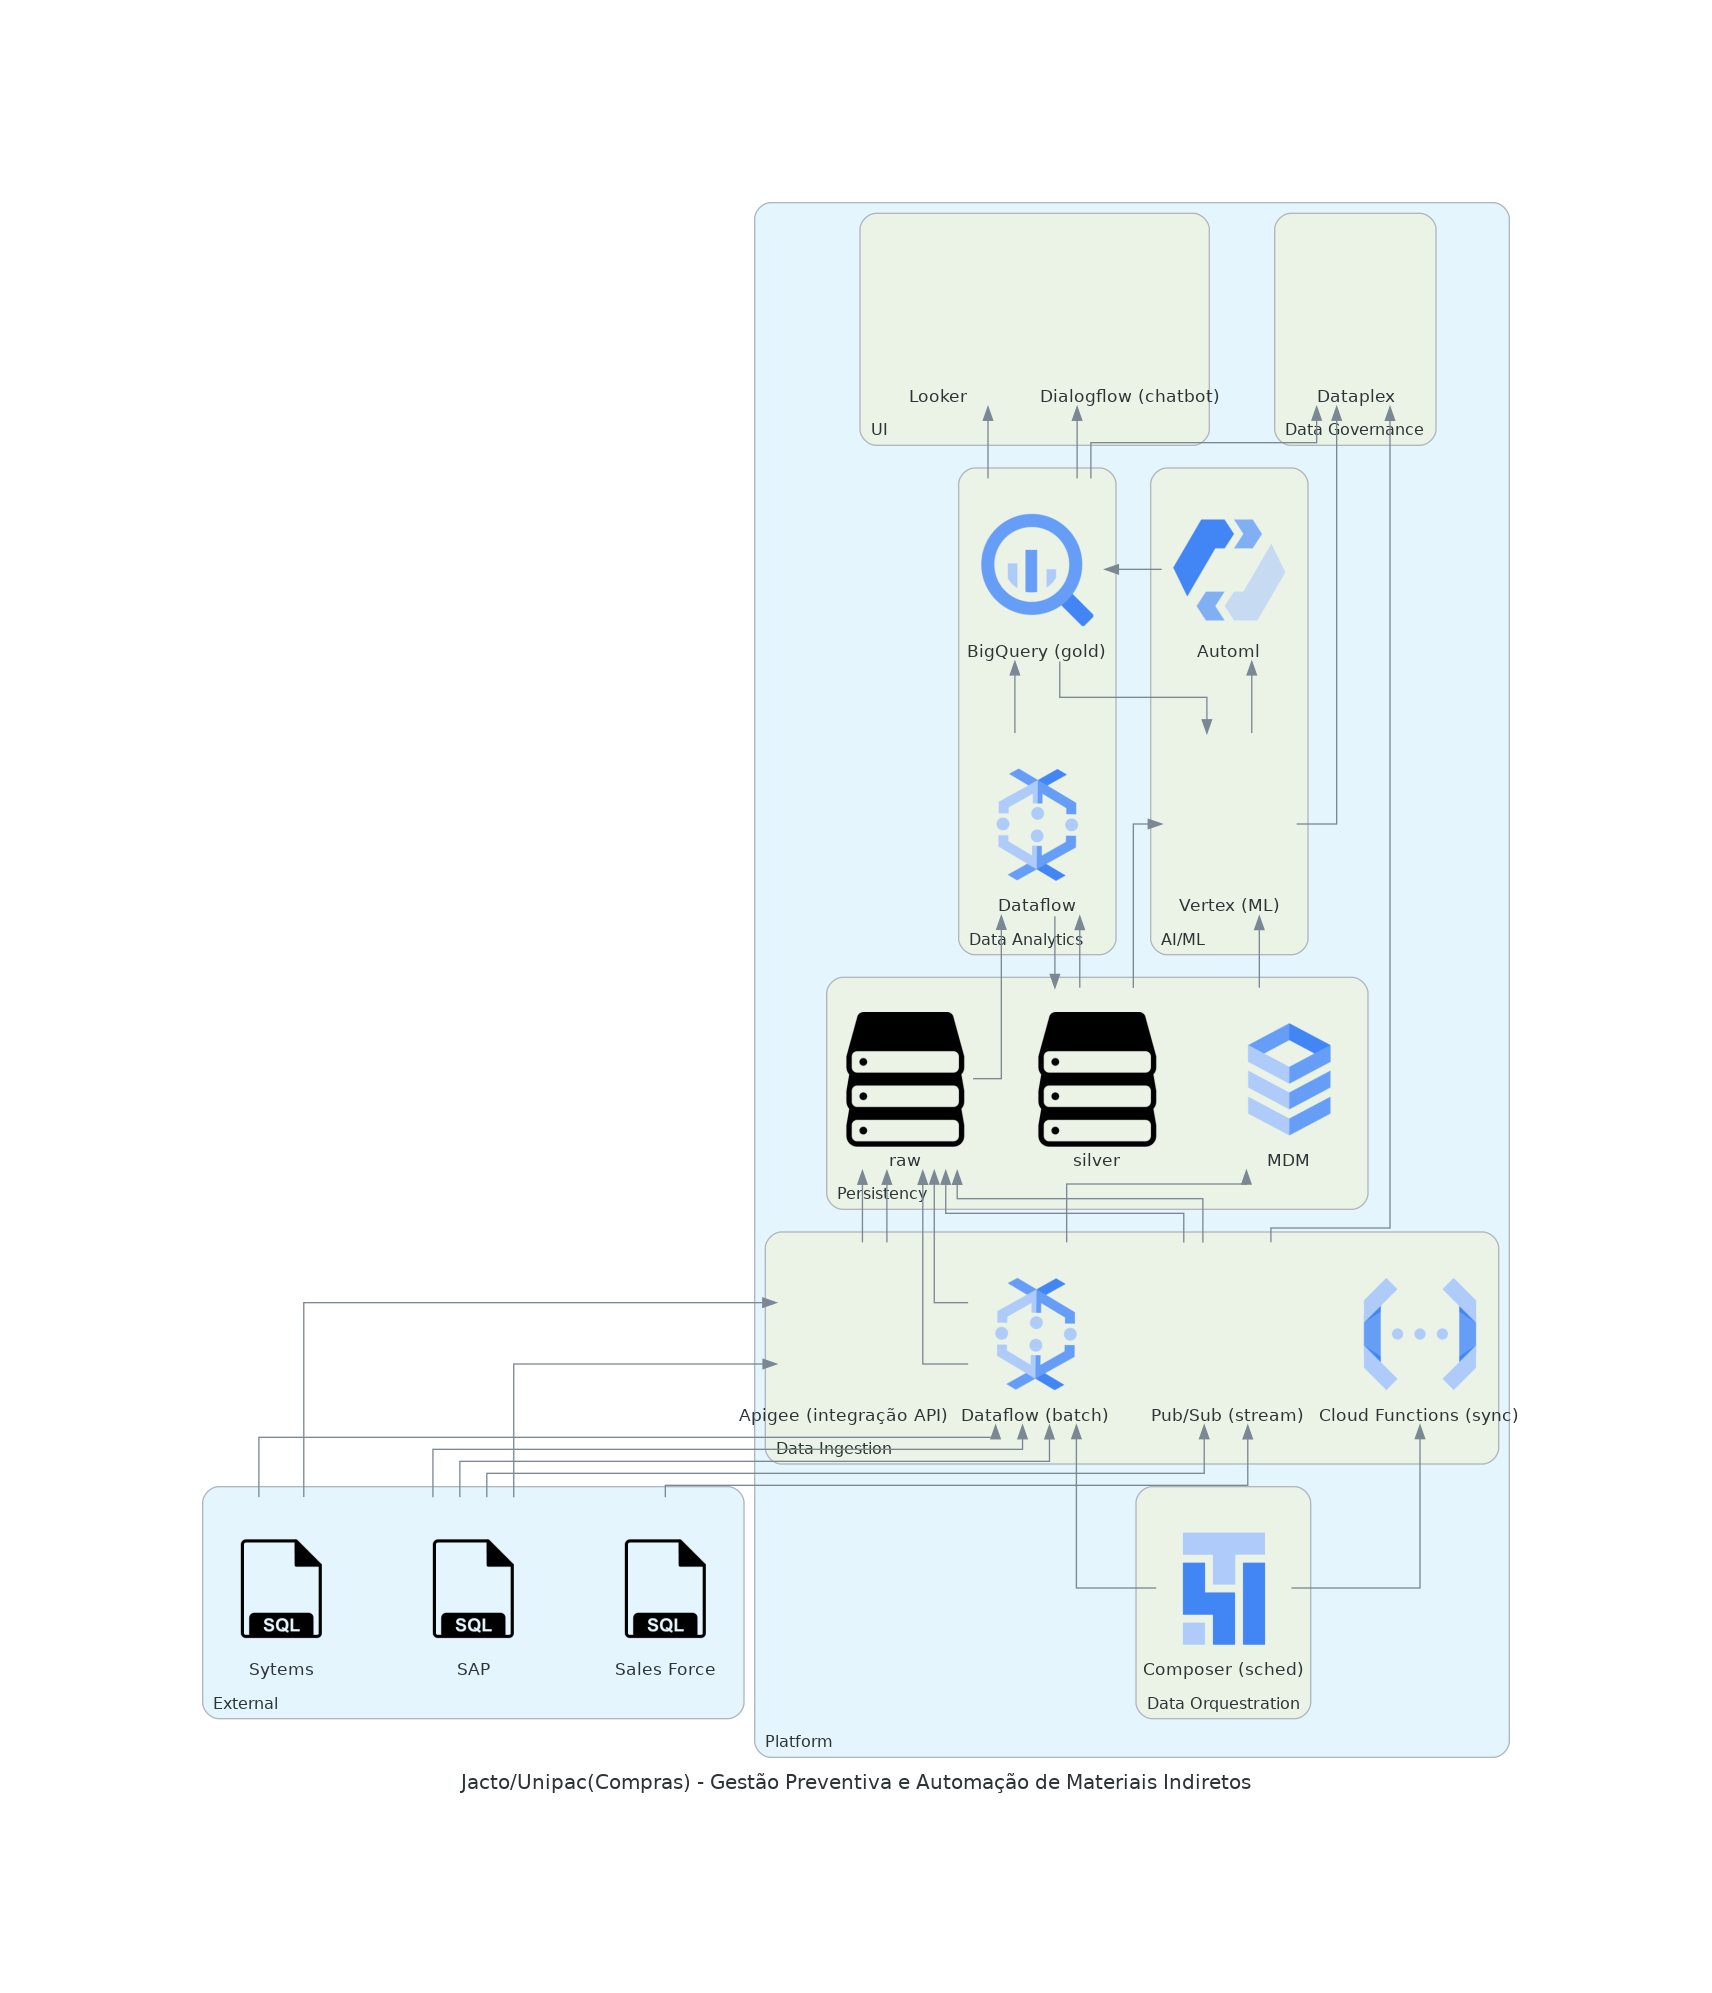 Looker
Dialogflow (chatbot)
Dataplex
UI
Data Governance
BigQuery (gold)
Automl
Dataflow
Vertex (ML)
Data Analytics
AI/ML
raw
silver
MDM
Persistency
Apigee (integração API)
Dataflow (batch)
Pub/Sub (stream)
Cloud Functions (sync)
Data Ingestion
SQL
SQL
SQL
Sytems
SAP
Sales Force
Composer (sched)
External
Data Orquestration
Platform
Jacto/Unipac(Compras) - Gestão Preventiva e Automação de Materiais Indiretos